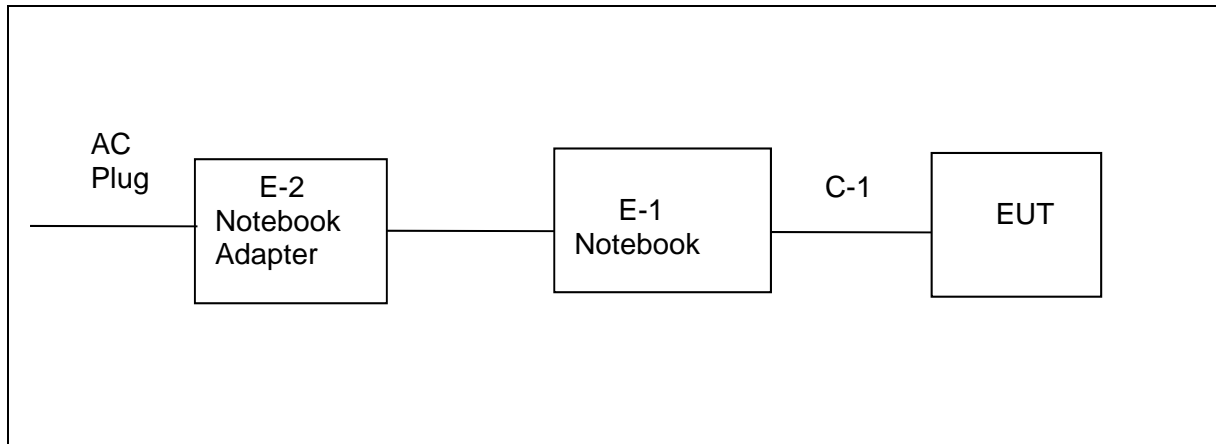 AC
Plug
E-2
Notebook
Adapter
E-1
Notebook
C-1
EUT